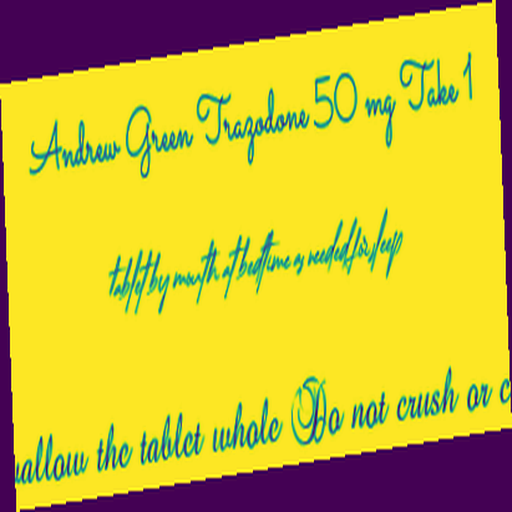 Andrew Green Trazodone 50 mg Take 1
tablet by mouth at bedtime as needed for sleep
the tablet whole Do not crush or